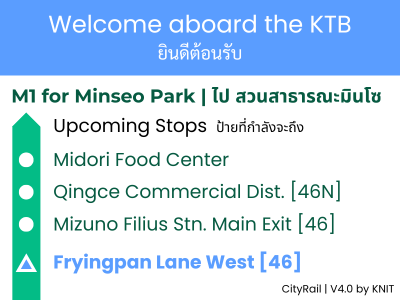 Welcome aboard the KTB
ยินดีต้อนรับ
M1 for Minseo Park | ไป สวนสาธารณะมินโซ
Upcoming Stops ป้ายที่กำลังจะถึง
Midori Food Center
Qingce Commercial Dist. [46N]
Mizuno Filius Stn. Main Exit [46]
Fryingpan Lane West [46]
CityRail | V4.0 by KNIT